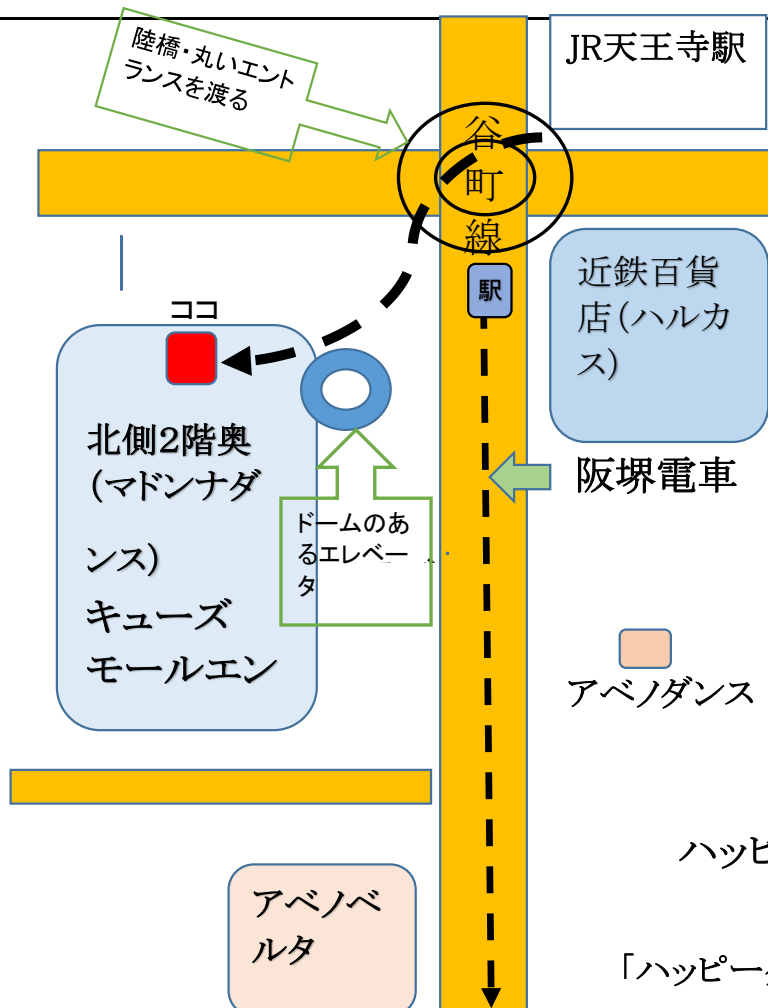 陸橋・丸いエント
ランスを渡る
JR天王寺駅
谷
町
線
駅
近鉄百貨
店(ハルカ
ス)
ココ
北側2階奥
(マドンナダ
ンス)
キューズ
モールエン
ドームのあ
るエレベー
タ
阪堺電車
アベノダンス
ハッピ
アベノベ
ルタ
「ハッピー